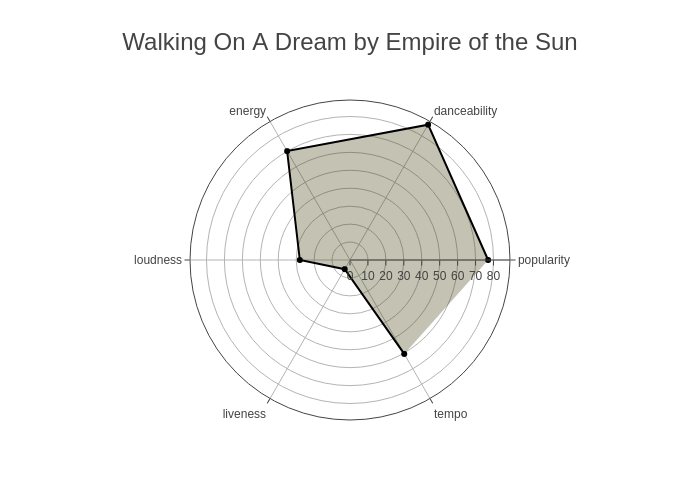 Walking On A Dream by Empire of the Sun
energy
danceability
loudness
popularity
0 10 20 30 40 50 60 70 80
liveness
tempo